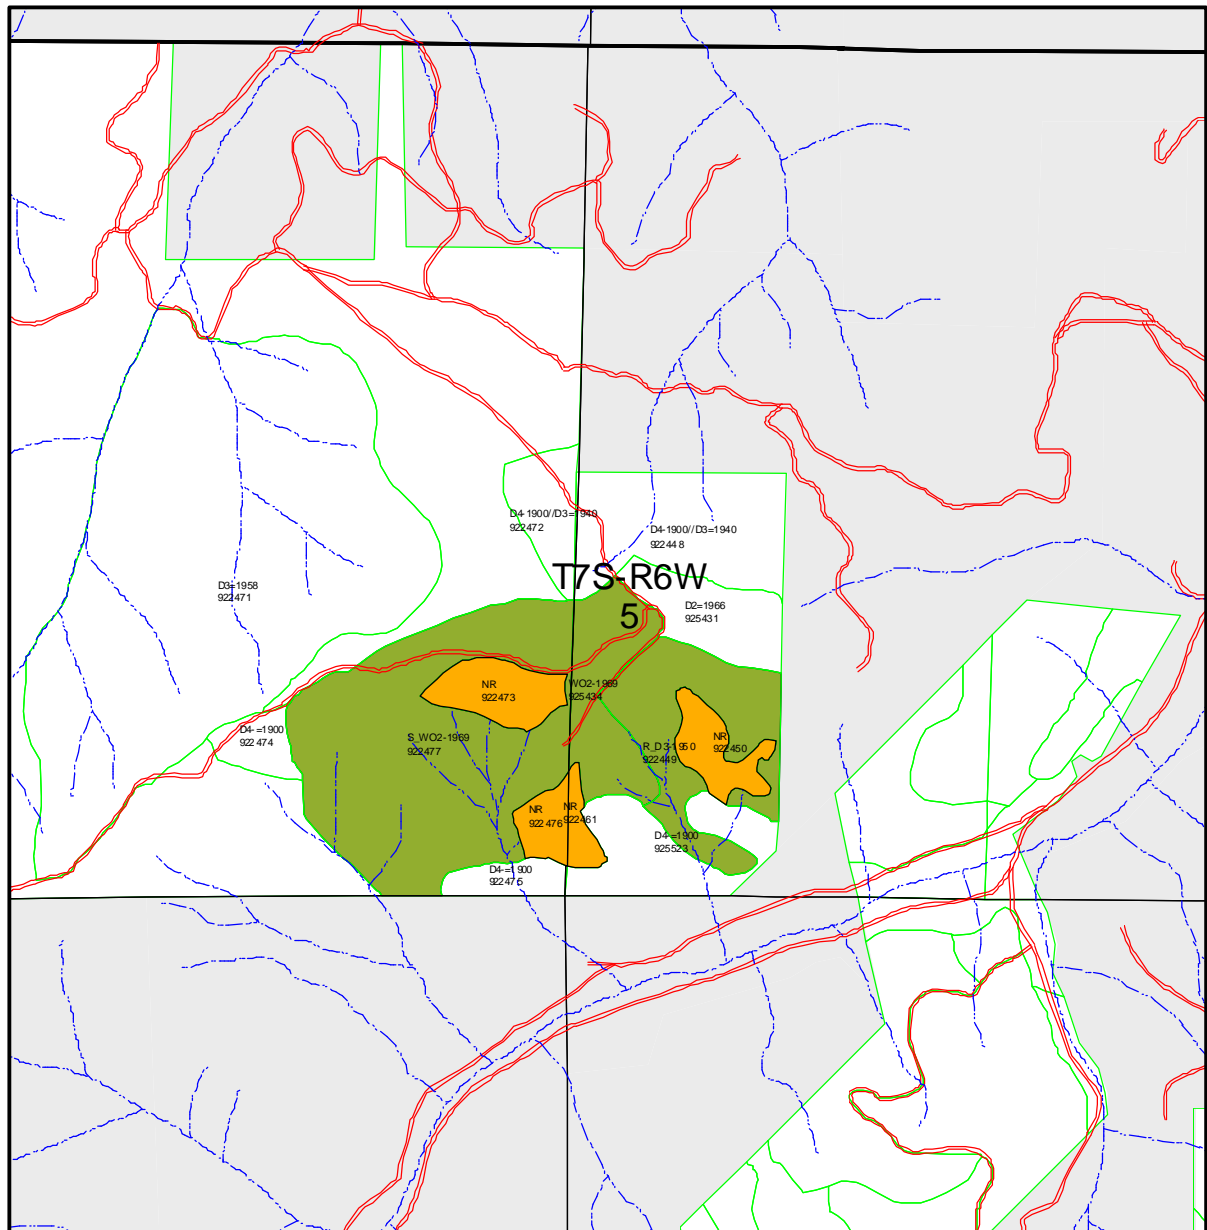 D4-1900//D3=1940
922472
D4-1900//D3=1940
922448
T7S-R6W
5
D3=1958
922471
D2=1966
925431
NR
922473
WO2-1969
925434
D4-=1900
922474
S_WO2-1969
922477
R_D3-1950
922449
NR
922450
NR
922476
NR
922461
D4-=1900
925523
D4-=1900
922475